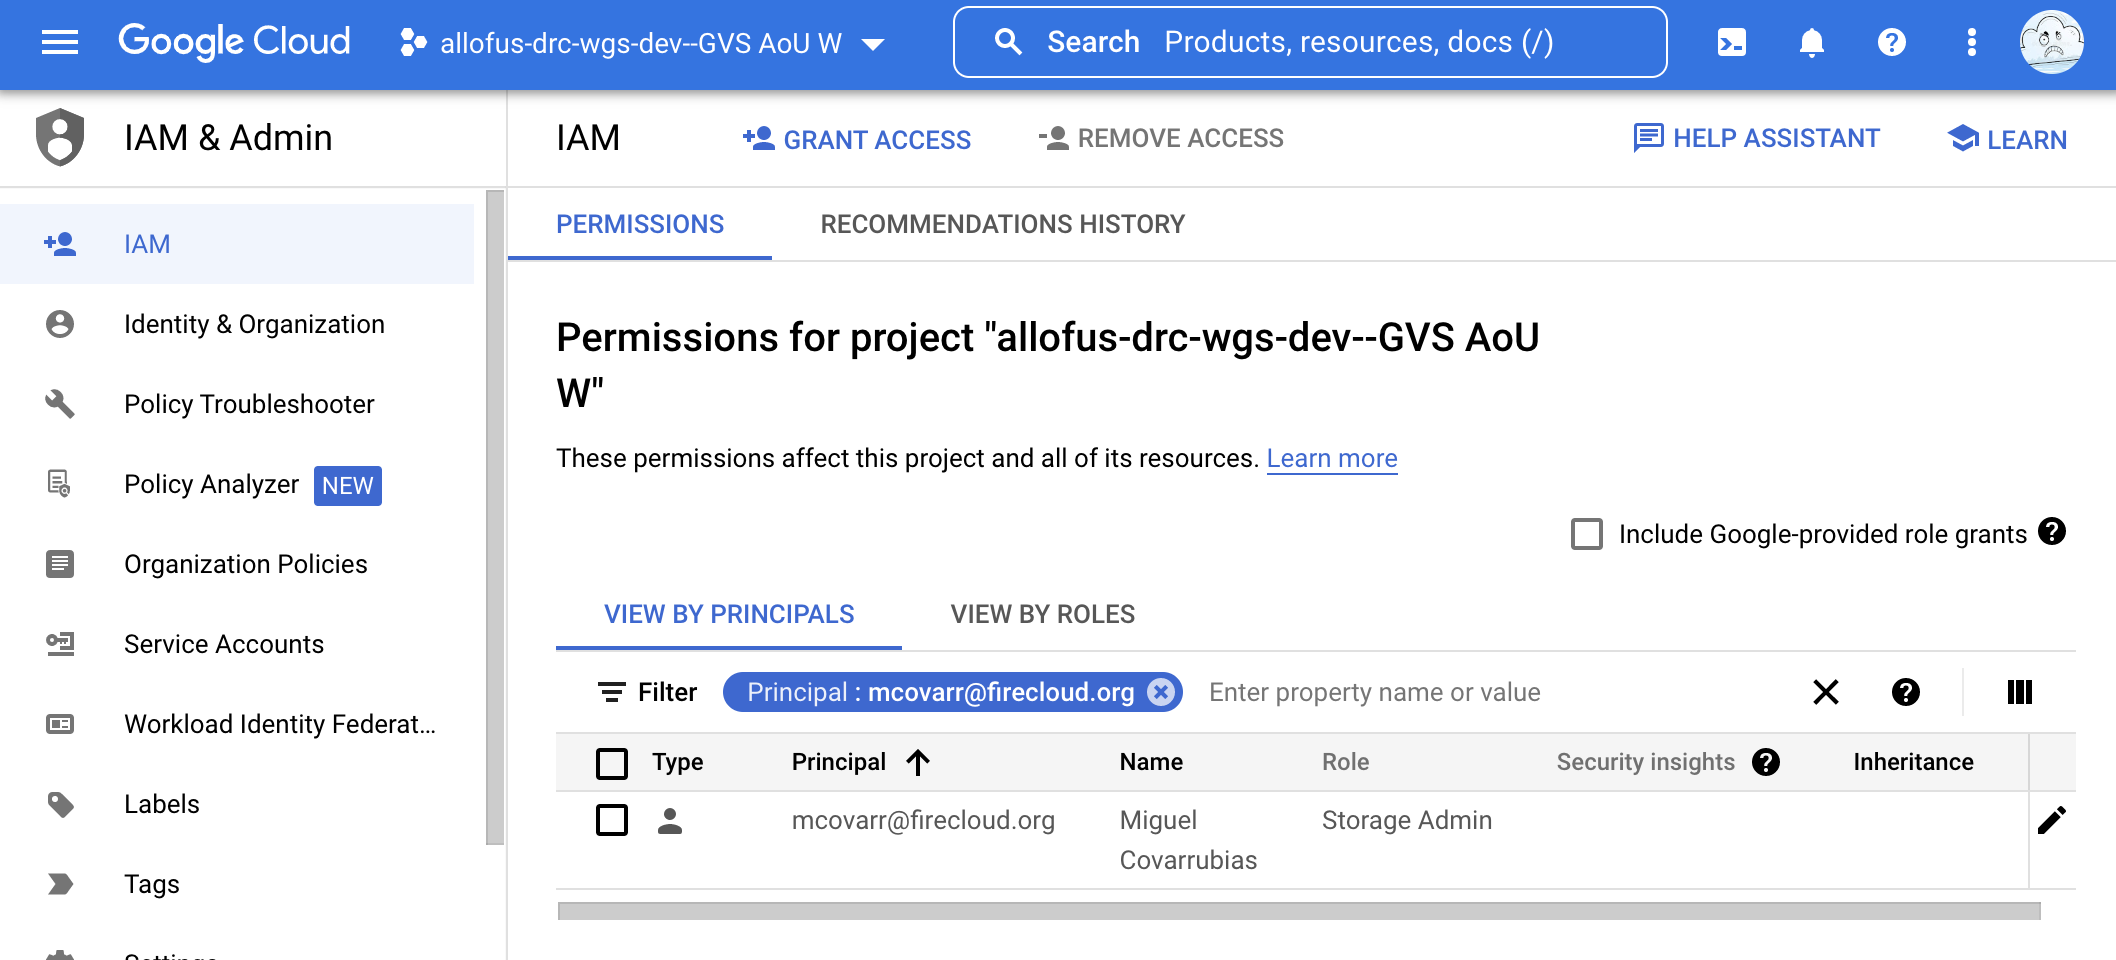 Google Cloud
allofus-drc-wgs-dev--GVS AoU W
Search Products, resources, docs (/)
IAM & Admin
IAM
Identity & Organization
Policy Troubleshooter
Policy Analyzer NEW
Organization Policies
Service Accounts
Workload Identity Federat...
Labels
Tags
Settings
IAM
GRANT ACCESS
REMOVE ACCESS
HELP ASSISTANT
LEARN
PERMISSIONS
RECOMMENDATIONS HISTORY
Permissions for project "allofus-drc-wgs-dev--GVS AoU
W"
These permissions affect this project and all of its resources. Learn more
Include Google-provided role grants
VIEW BY PRINCIPALS
VIEW BY ROLES
Filter Principal : mcovarr@firecloud.org Enter property name or value
Type Principal Name Role Security insights Inheritance
mcovarr@firecloud.org Miguel Storage Admin
Covarrubias